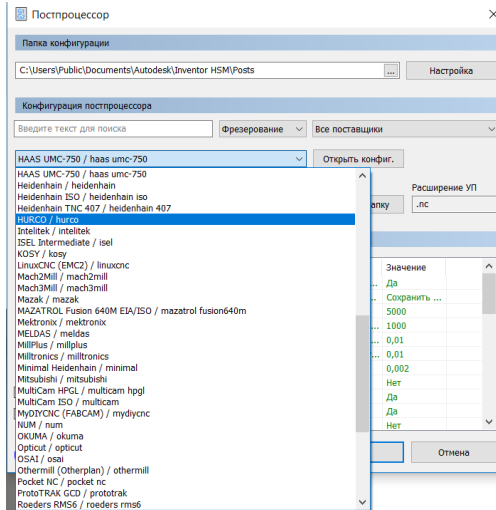 Постпроцессор
Папка конфигурации
C:\Users\Public\Documents\Autodesk\Inventor HSM\Posts ... Настройка
Конфигурация постпроцессора
Введите текст для поиска Фрезерование Все поставщики
HAAS UMC-750 / haas umc-750 Открыть конфиг.
HAAS UMC-750 / haas umc-750
Heidenhain / heidenhain
Heidenhain ISO / heidenhain iso
Расширение УП
Heidenhain TNC 407 / heidenhain 407
.nc
HURCO / hurco
Intelitek / intelitek
ISEL Intermediate / isel
KOSY / kosy
LinuxCNC (EMC2) / linuxcnc
Значение
Mach2Mill / mach2mill
... Да
Mach3Mill / mach3mill
... Сохранить ...
Mazak / mazak
5000
MAZATROL Fusion 640M EIA/ISO / mazatrol fusion640m
... 1000
Mektronix / mektronix
MELDAS / meldas
... 0,01
MillPlus / millplus
... 0,01
Milltronics / milltronics
0,002
Minimal Heidenhain / minimal
Нет
Mitsubishi / mitsubishi
Да
MultiCam HPGL / multicam hpgl
MultiCam ISO / multicam
Да
MyDIYCNC (FABCAM) / mydiycnc
Нет
NUM / num
OKUMA / okuma
Opticut / opticut
Отмена
OSAI / osai
Othermill (Otherplan) / othermill
Pocket NC / pocket nc
ProtoTRAK GCD / prototrak
Roeders RMS6 / roeders rms6